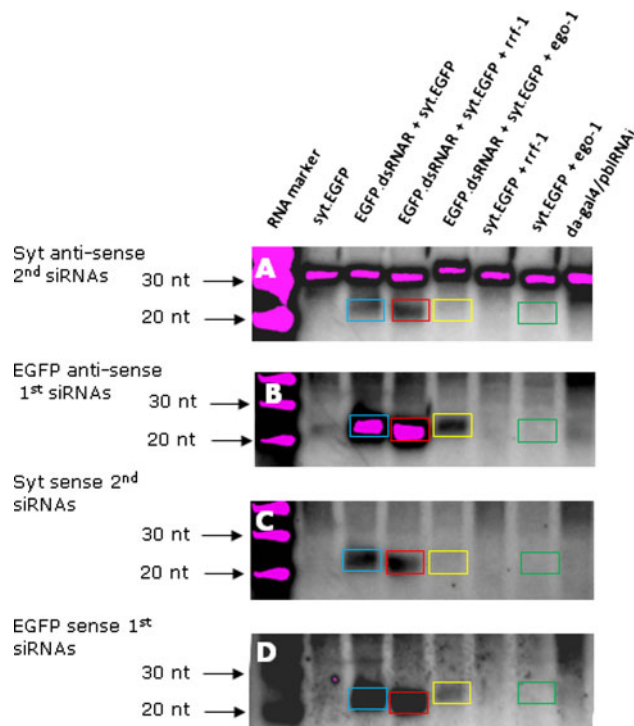 RNA marker
syt.EGFP
EGFP.dsRNAR + syt.EGFP
EGFP.dsRNAR + syt.EGFP + rrf-1
EGFP.dsRNAR + syt.EGFP + ego-1
syt.EGFP + rrf-1
syt.EGFP + ego-1
da-gal4/pblRNAi
Syt anti-sense
2nd siRNAs
A
30 nt
20 nt
EGFP anti-sense
1st siRNAs
B
30 nt
20 nt
Syt sense 2nd
siRNAs
C
30 nt
20 nt
EGFP sense 1st
siRNAs
D
30 nt
20 nt